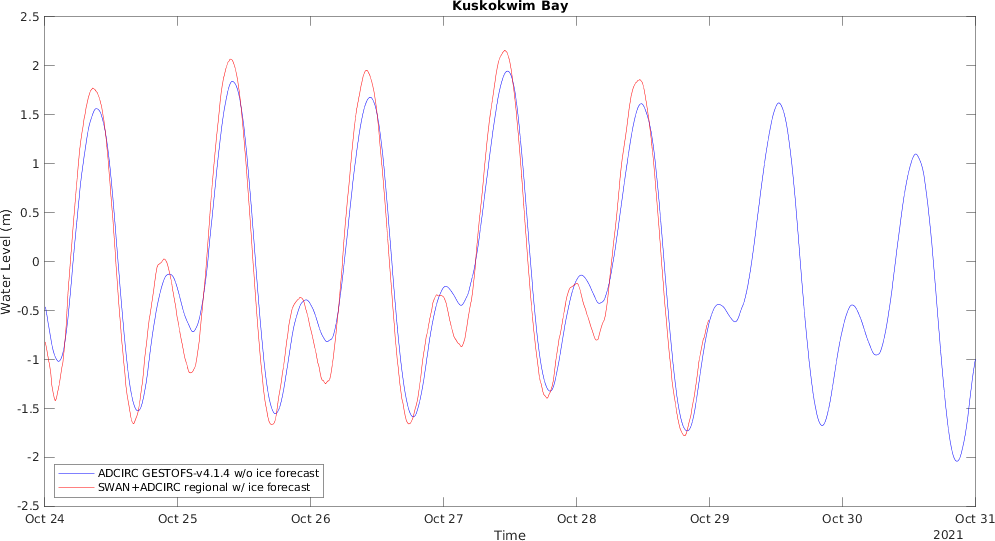 Kuskokwim Bay
2.5
2
1.5
1
0.5
0
-0.5
-1
-1.5
-2
-2.5
Water Level (m)
ADCIRC GESTOFS-v4.1.4 w/o ice forecast
SWAN+ADCIRC regional w/ ice forecast
Oct 24 Oct 25 Oct 26 Oct 27 Oct 28 Oct 29 Oct 30 Oct 31
Time
2021